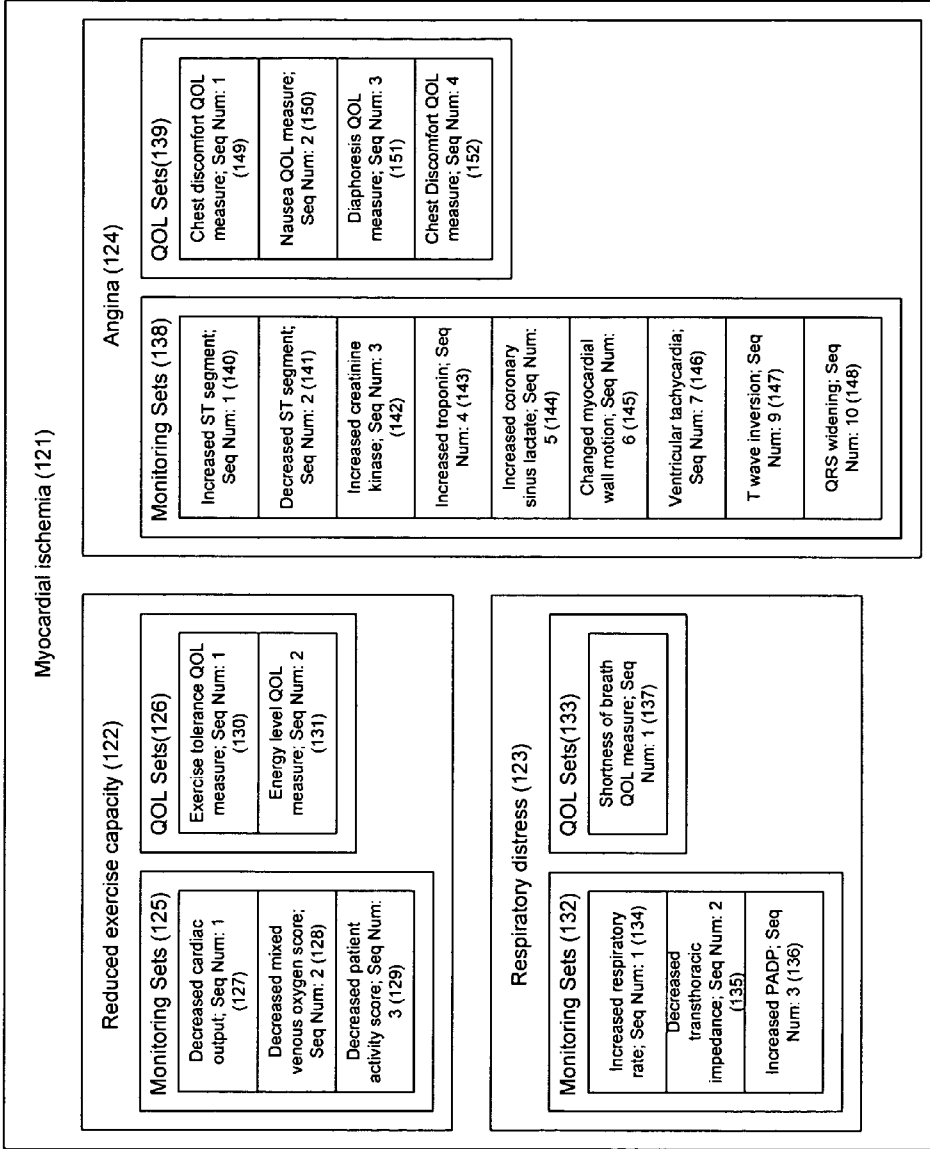 Myocardial ischemia (121)
Reduced exercise capacity (122)
Monitoring Sets (125)
Decreased cardiac
output; Seq Num: 1
(127)
Decreased mixed
venous oxygen score;
Seq Num: 2 (128)
Decreased patient
activity score; Seq Num:
3 (129)
QOL Sets (126)
Exercise tolerance QOL
measure; Seq Num: 1
(130)
Energy level QOL
measure; Seq Num: 2
(131)
Respiratory distress (123)
Monitoring Sets (132)
Increased respiratory
rate; Seq Num: 1 (134)
Decreased
transthoracic
impedance; Seq Num: 2
(135)
Increased PADP; Seq
Num: 3 (136)
QOL Sets(133)
Shortness of breath
QOL measure; Seq
Num: 1 (137)
Angina (124)
Monitoring Sets (138)
Increased ST segment;
Seq Num: 1 (140)
Decreased ST segment;
Seq Num: 2 (141)
Increased creatinine
kinase; Seq Num: 3
(142)
Increased troponin; Seq
Num: 4 (143)
Increased coronary
sinus lactate; Seq Num:
5 (144)
Changed myocardial
wall motion; Seq Num:
6 (145)
Ventricular tachycardia;
Seq Num: 7 (146)
T wave inversion; Seq
Num: 9 (147)
QRS widening; Seq
Num: 10 (148)
QOL Sets(139)
Chest discomfort QOL
measure; Seq Num: 1
(149)
Nausea QOL measure;
Seq Num: 2 (150)
Diaphoresis QOL
measure; Seq Num: 3
(151)
Chest Discomfort QOL
measure; Seq Num: 4
(152)